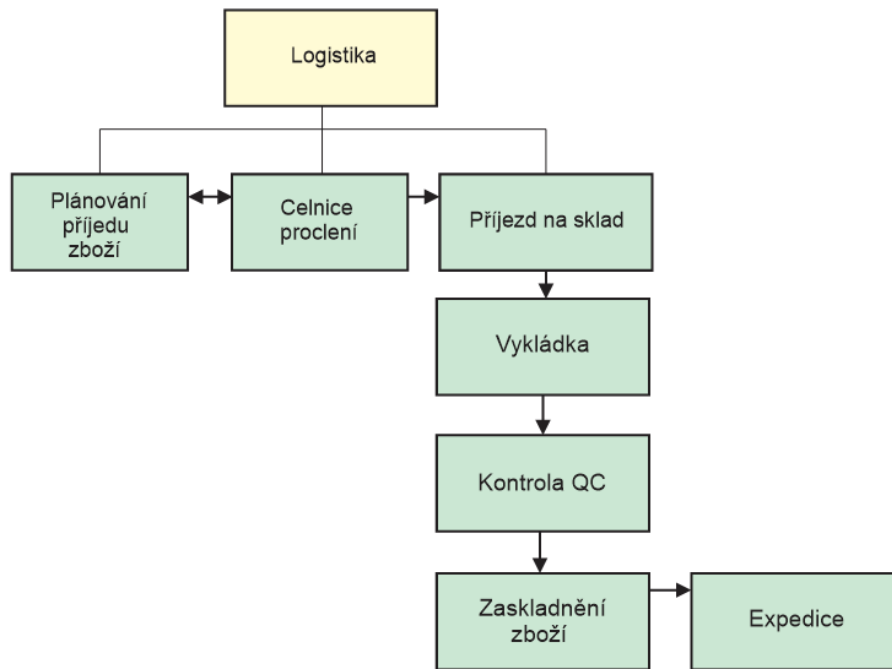 Logistika
Plánování
příjedu
zboží
Celnice
proclení
Příjezd na sklad
Vykládka
Kontrola QC
Zaskladnění
zboží
Expedice